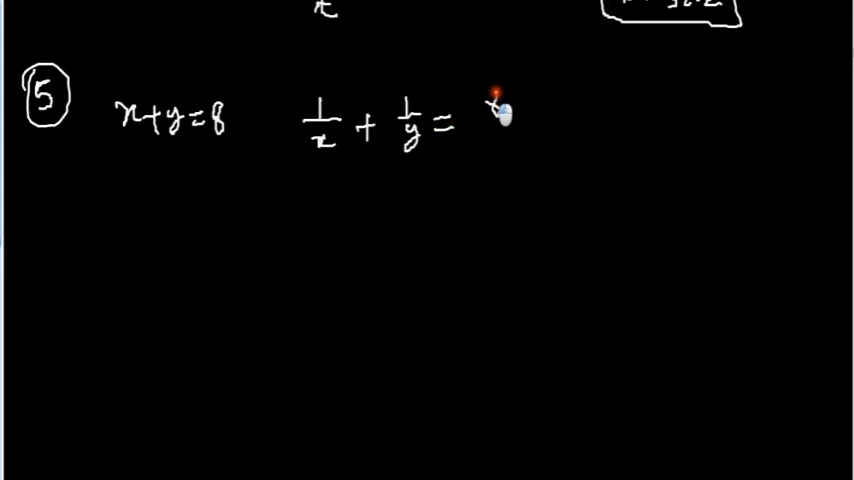 ⑤ x+y=8 1/x + 1/y =